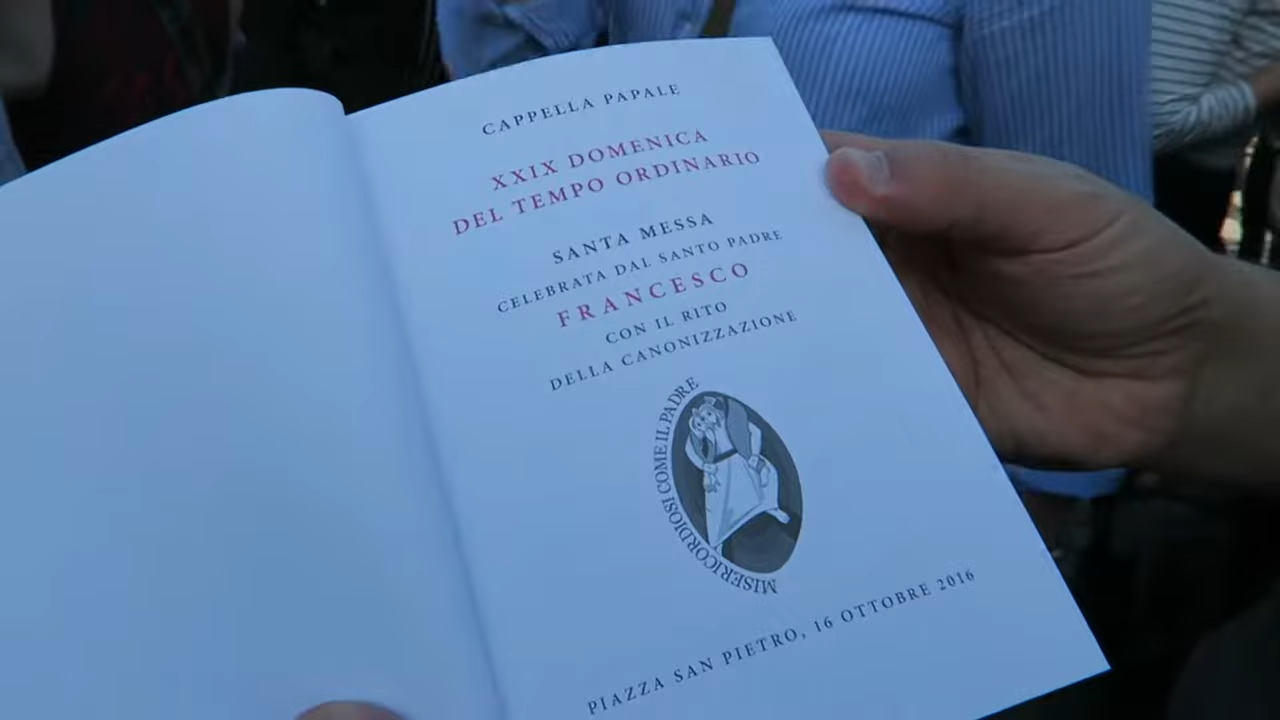 CAPPELLA PAPALE
XXIX DOMENICA
DEL TEMPO ORDINARIO
SANTA MESSA
CELEBRATA DAL SANTO PADRE
FRANCESCO
CON IL RITO
DELLA CANONIZZAZIONE
MISERICORDIOSI COME IL PADRE
PIAZZA SAN PIETRO, 16 OTTOBRE 2016